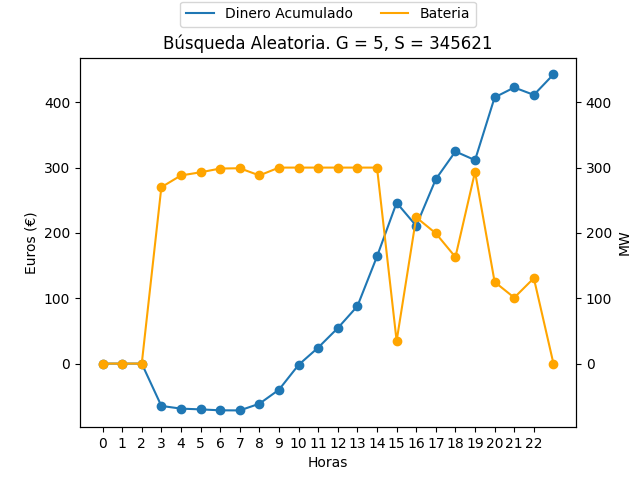 Dinero Acumulado Bateria
Búsqueda Aleatoria. G = 5, S = 345621
400 400
300 300
200 200
100 100
0 0
Euros (€)
MW
0 1 2 3 4 5 6 7 8 9 10 11 12 13 14 15 16 17 18 19 20 21 22
Horas